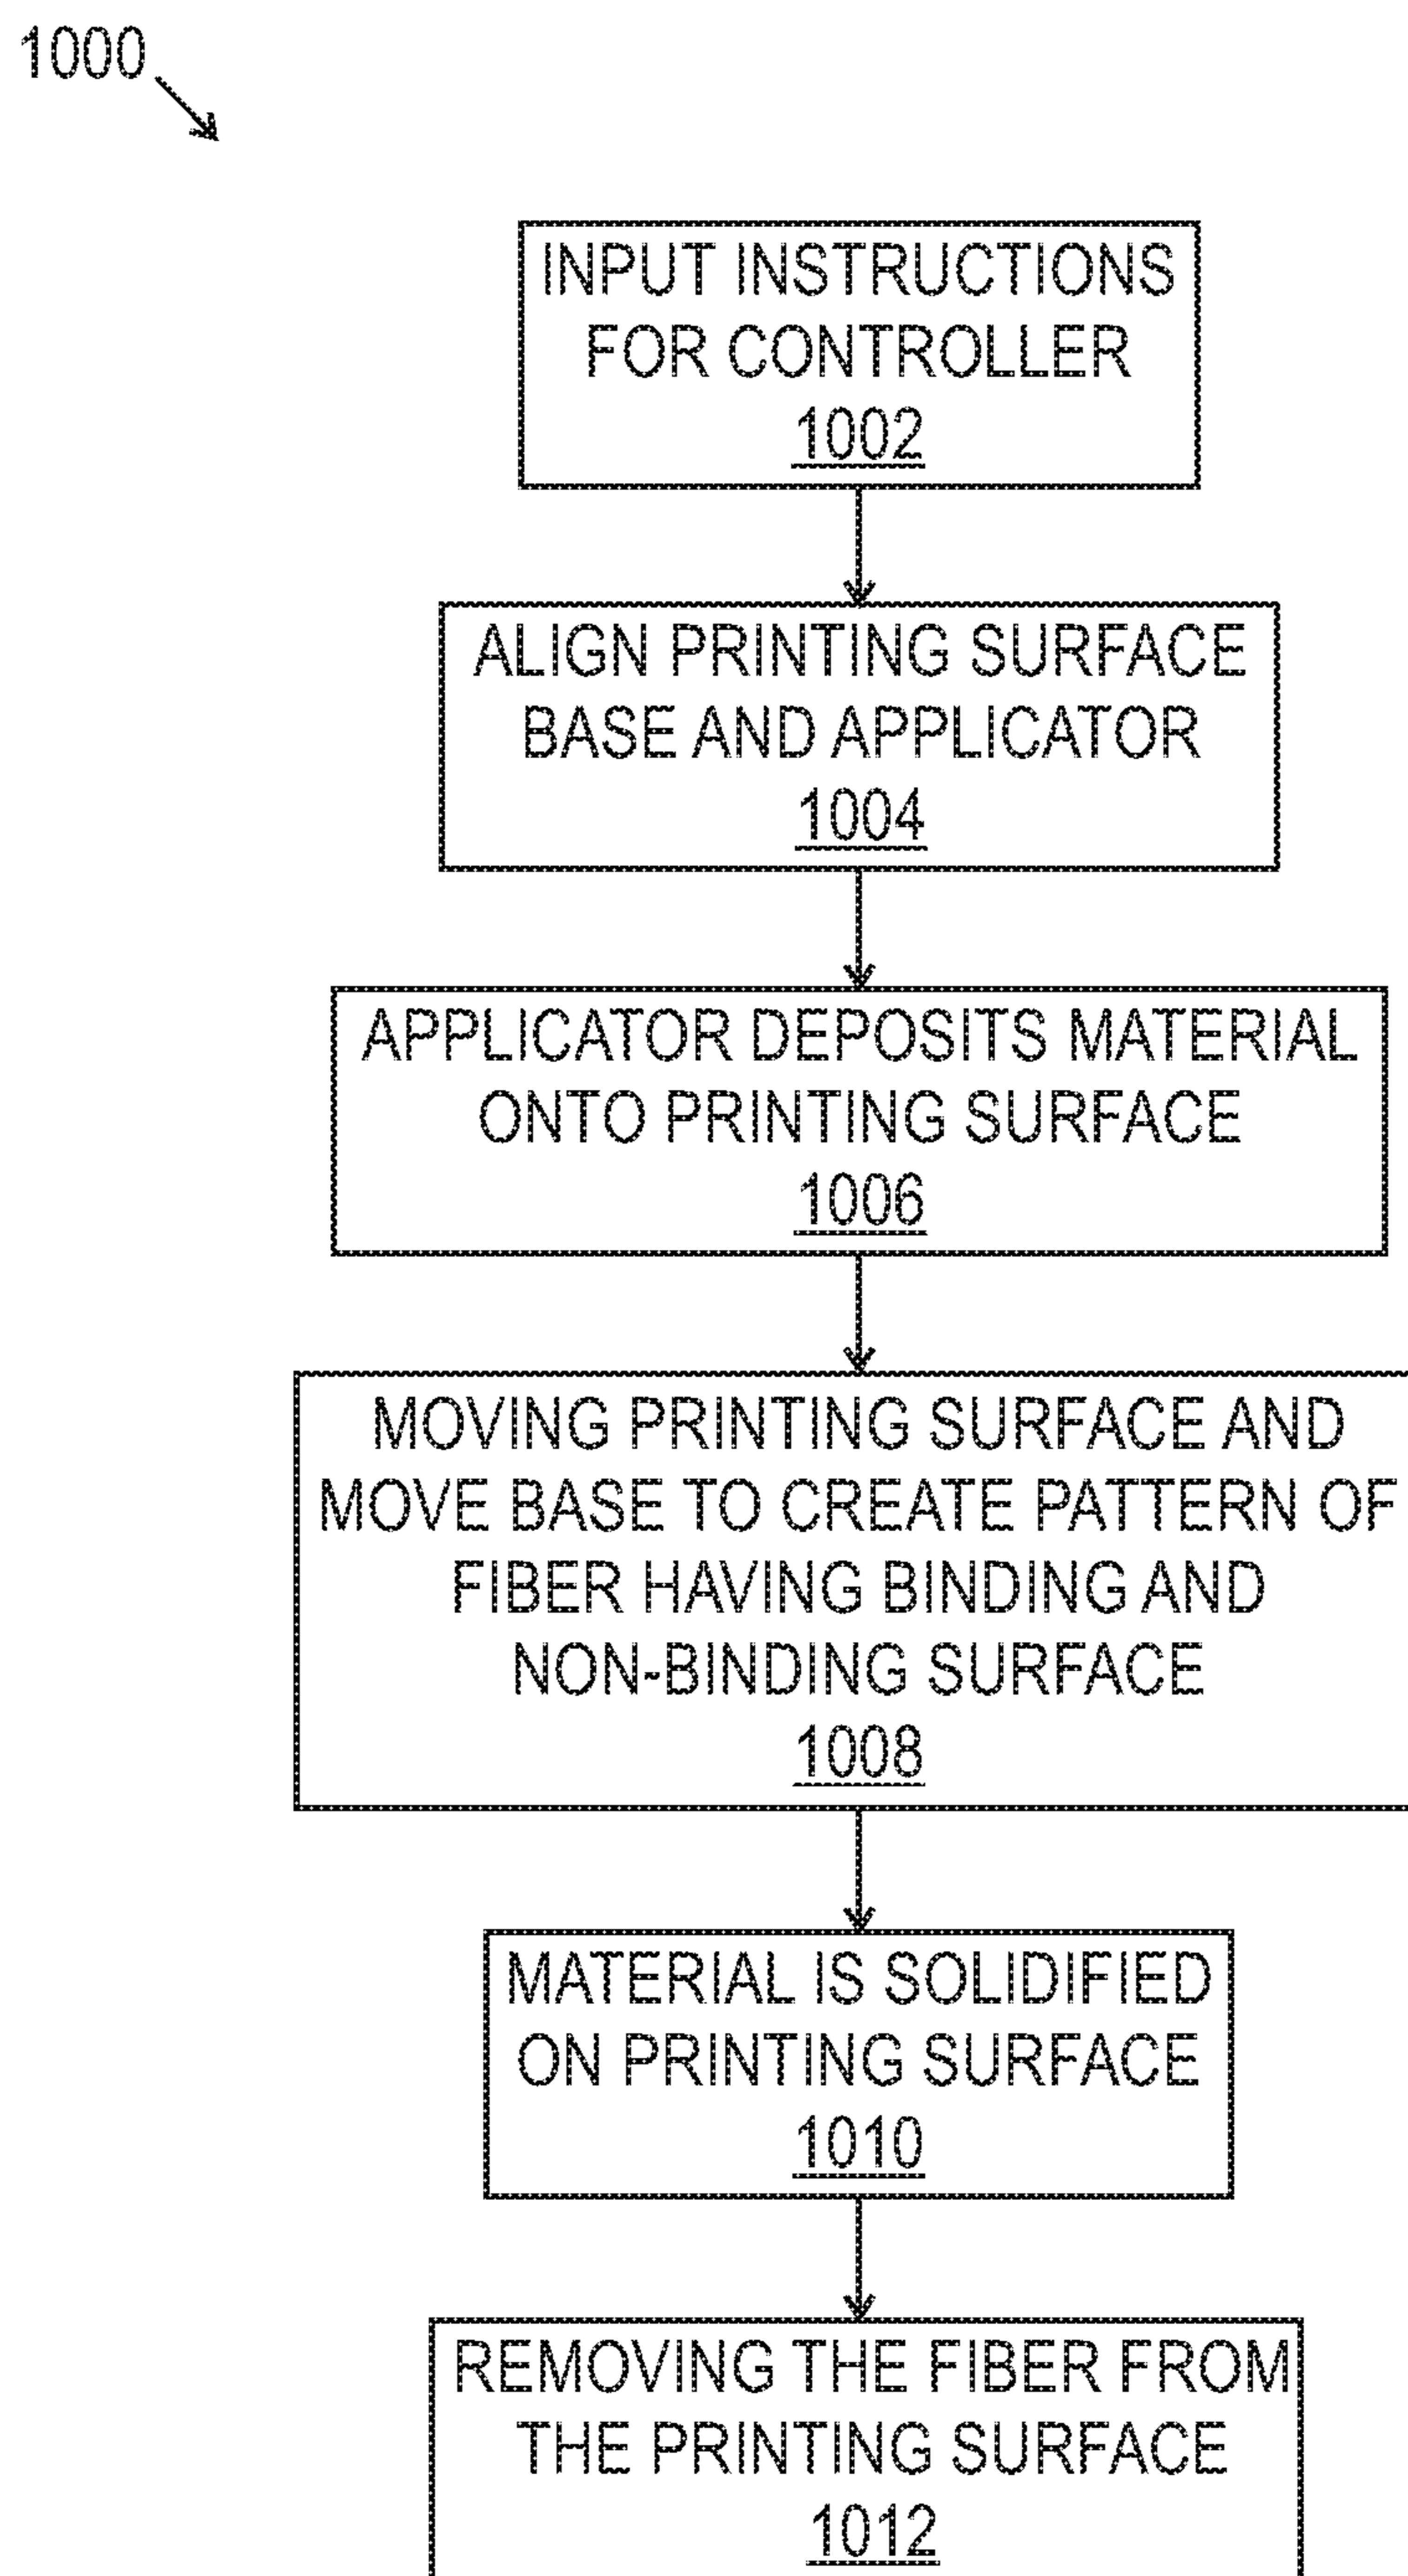 1000
INPUT INSTRUCTIONS
FOR CONTROLLER
1002
ALIGN PRINTING SURFACE
BASE AND APPLICATOR
1004
APPLICATOR DEPOSITS MATERIAL
ONTO PRINTING SURFACE
1006
MOVING PRINTING SURFACE AND
MOVE BASE TO CREATE PATTERN OF
FIBER HAVING BINDING AND
NON-BINDING SURFACE
1008
MATERIAL IS SOLIDIFIED
ON PRINTING SURFACE
1010
REMOVING THE FIBER FROM
THE PRINTING SURFACE
1012